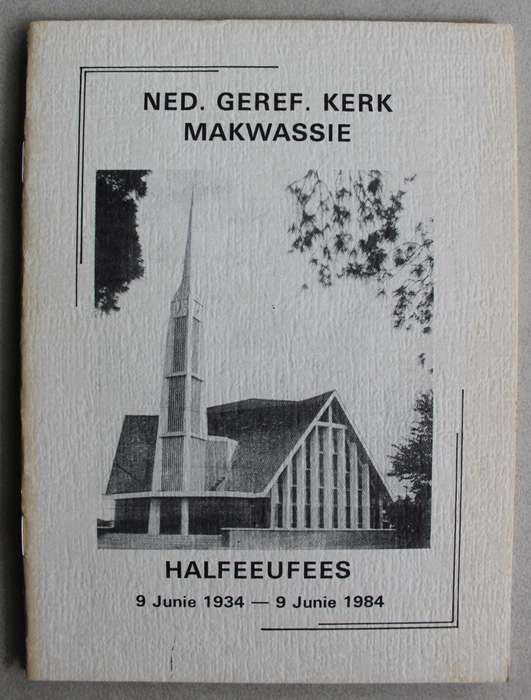 NED. GEREF. KERK
MAKWASSIE
HALFEEUFEES
9 Junie 1934 — 9 Junie 1984